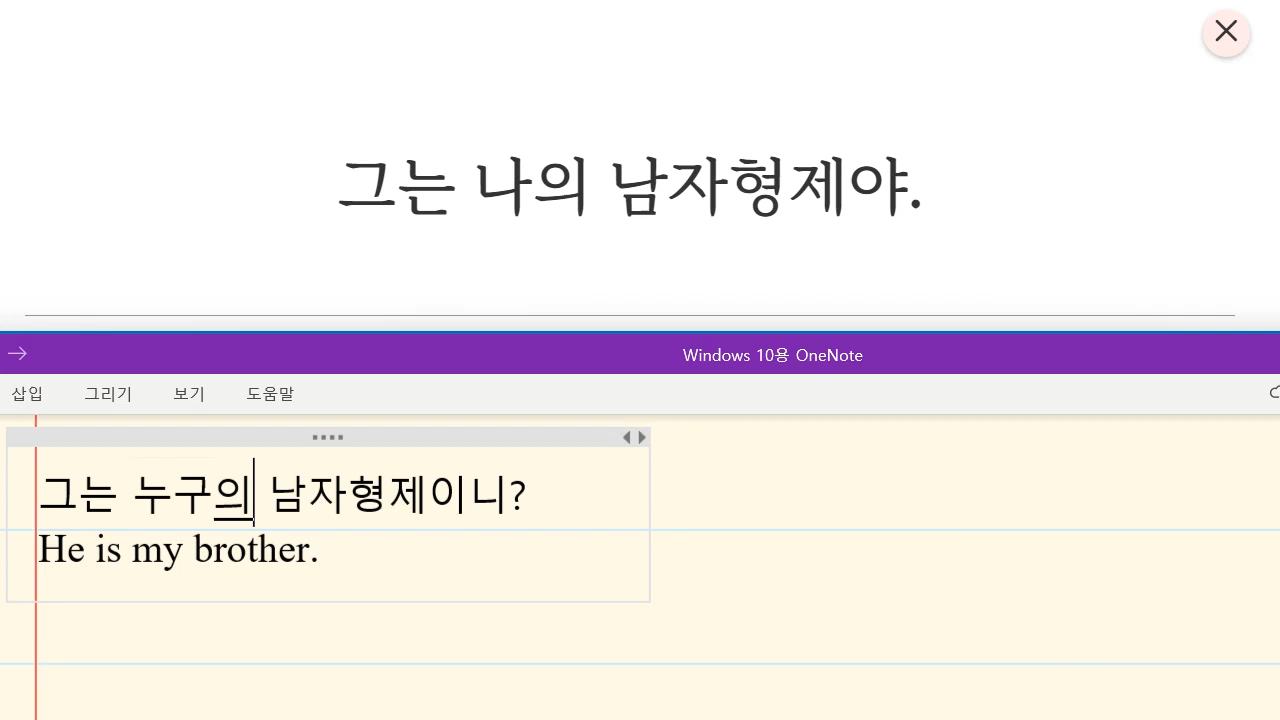 그는 나의 남자형제야.
Windows 10용 OneNote
삽입 그리기 보기 도움말
그는 누구의 남자형제이니?
He is my brother.